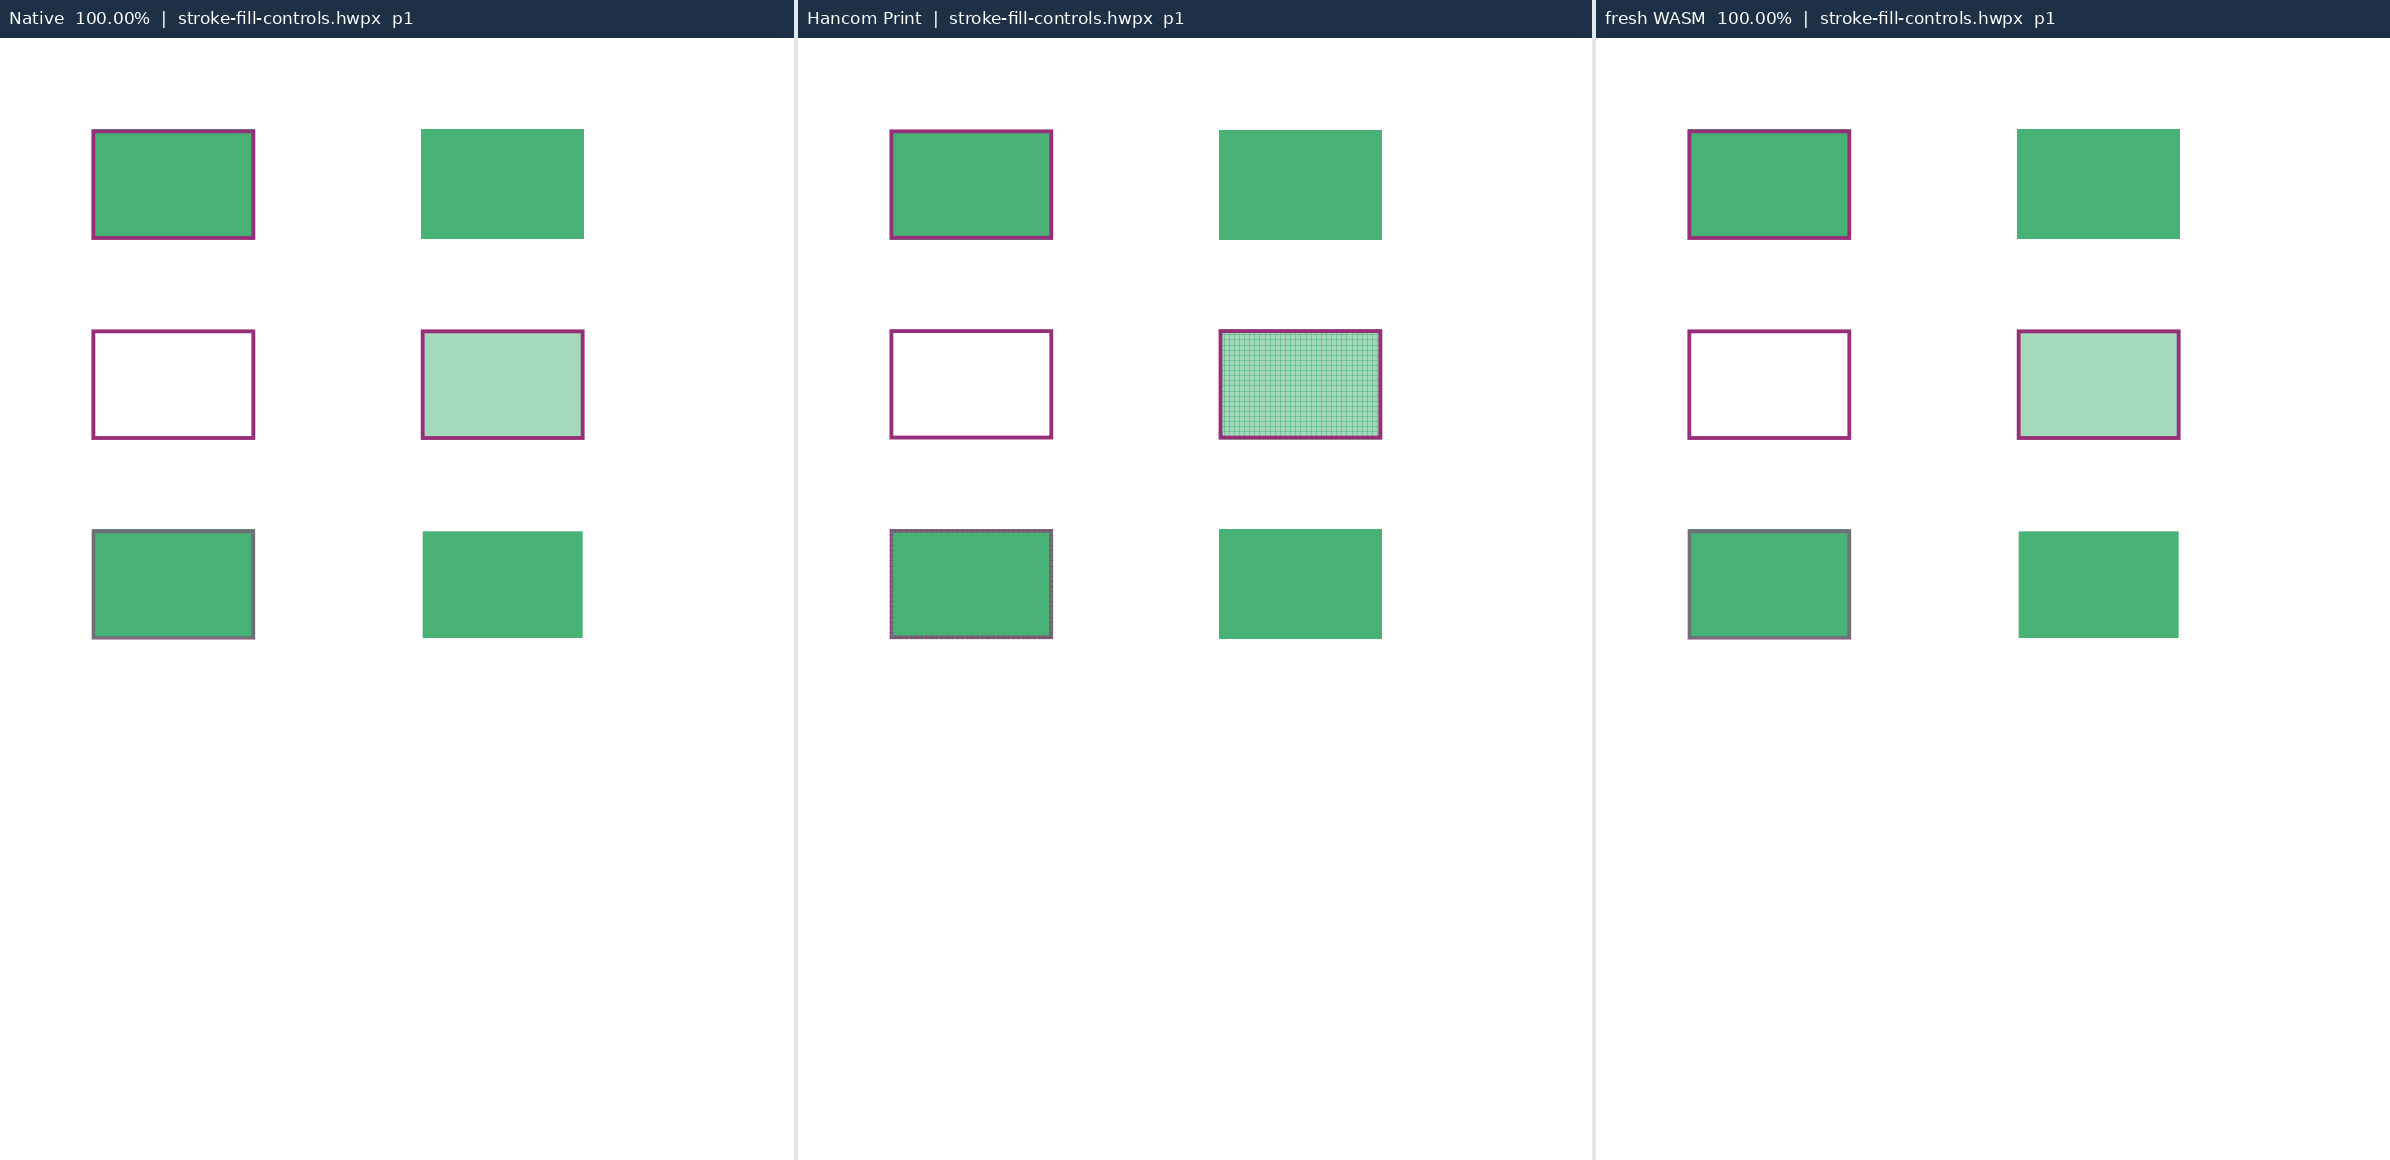 Native  100.00%  |  stroke-fill-controls.hwpx  p1
Hancom Print  |  stroke-fill-controls.hwpx  p1
fresh WASM  100.00%  |  stroke-fill-controls.hwpx  p1